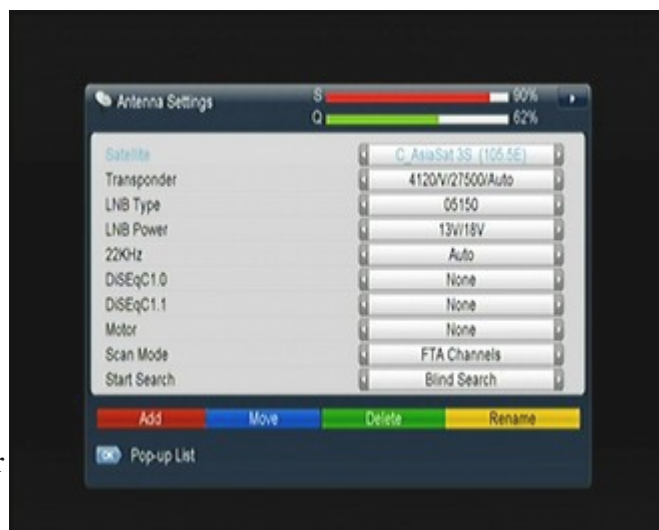 Antenna Settings
S 90%
Q 62%
Satellite C_AsiaSat 3S (105.5E)
Transponder 4120/V/27500/Auto
LNB Type 05150
LNB Power 13V/18V
22KHz Auto
DiSEqC1.0 None
DiSEqC1.1 None
Motor None
Scan Mode FTA Channels
Start Search Blind Search
Add Move Delete Rename
OK Pop-up List
r